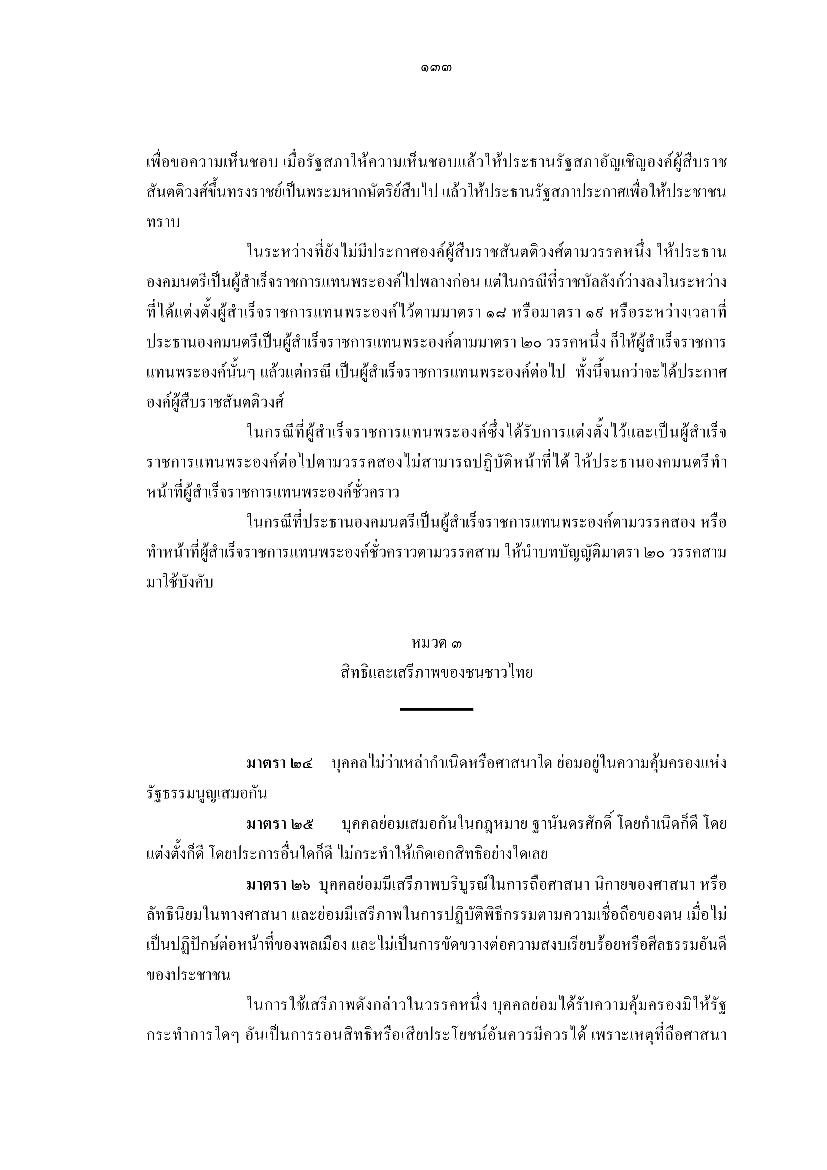 ๑๓๓
เพื่อขอความเห็นชอบ เมื่อรัฐสภาให้ความเห็นชอบแล้วให้ประธานรัฐสภาอัญเชิญองค์ผู้สืบราช
สันตติวงศ์ขึ้นทรงราชย์เป็นพระมหากษัตริย์สืบไป แล้วให้ประธานรัฐสภาประกาศเพื่อให้ประชาชน
ทราบ
ในระหว่างที่ยังไม่มีประกาศองค์ผู้สืบราชสันตติวงศ์ตามวรรคหนึ่ง ให้ประธาน
องคมนตรีเป็นผู้สำเร็จราชการแทนพระองค์ไปพลางก่อน แต่ในกรณีที่ราชบัลลังก์ว่างลงในระหว่าง
ที่ได้แต่งตั้งผู้สำเร็จราชการแทนพระองค์ไว้ตามมาตรา ๑๘ หรือมาตรา ๑๙ หรือระหว่างเวลาที่
ประธานองคมนตรีเป็นผู้สำเร็จราชการแทนพระองค์ตามมาตรา ๒๐ วรรคหนึ่ง ก็ให้ผู้สำเร็จราชการ
แทนพระองค์นั้นๆ แล้วแต่กรณี เป็นผู้สำเร็จราชการแทนพระองค์ต่อไป ทั้งนี้จนกว่าจะได้ประกาศ
องค์ผู้สืบราชสันตติวงศ์
ในกรณีที่ผู้สำเร็จราชการแทนพระองค์ซึ่งได้รับการแต่งตั้งไว้และเป็นผู้สำเร็จ
ราชการแทนพระองค์ต่อไปตามวรรคสองไม่สามารถปฏิบัติหน้าที่ได้ ให้ประธานองคมนตรีทำ
หน้าที่ผู้สำเร็จราชการแทนพระองค์ชั่วคราว
ในกรณีที่ประธานองคมนตรีเป็นผู้สำเร็จราชการแทนพระองค์ตามวรรคสอง หรือ
ทำหน้าที่ผู้สำเร็จราชการแทนพระองค์ชั่วคราวตามวรรคสาม ให้นำบทบัญญัติมาตรา ๒๐ วรรคสาม
มาใช้บังคับ
หมวด ๓
สิทธิและเสรีภาพของชนชาวไทย
มาตรา ๒๔ บุคคลไม่ว่าเหล่ากำเนิดหรือศาสนาใด ย่อมอยู่ในความคุ้มครองแห่ง
รัฐธรรมนูญเสมอกัน
มาตรา ๒๕ บุคคลย่อมเสมอกันในกฎหมาย ฐานันดรศักดิ์ โดยกำเนิดก็ดี โดย
แต่งตั้งก็ดี โดยประการอื่นใดก็ดี ไม่กระทำให้เกิดเอกสิทธิอย่างใดเลย
มาตรา ๒๖ บุคคลย่อมมีเสรีภาพบริบูรณ์ในการถือศาสนา นิกายของศาสนา หรือ
ลัทธินิยมในทางศาสนา และย่อมมีเสรีภาพในการปฏิบัติพิธีกรรมตามความเชื่อถือของตน เมื่อไม่
เป็นปฏิปักษ์ต่อหน้าที่ของพลเมือง และไม่เป็นการขัดขวางต่อความสงบเรียบร้อยหรือศีลธรรมอันดี
ของประชาชน
ในการใช้เสรีภาพดังกล่าวในวรรคหนึ่ง บุคคลย่อมได้รับความคุ้มครองมิให้รัฐ
กระทำการใดๆ อันเป็นการรอนสิทธิหรือเสียประโยชน์อันควรมีควรได้ เพราะเหตุที่ถือศาสนา